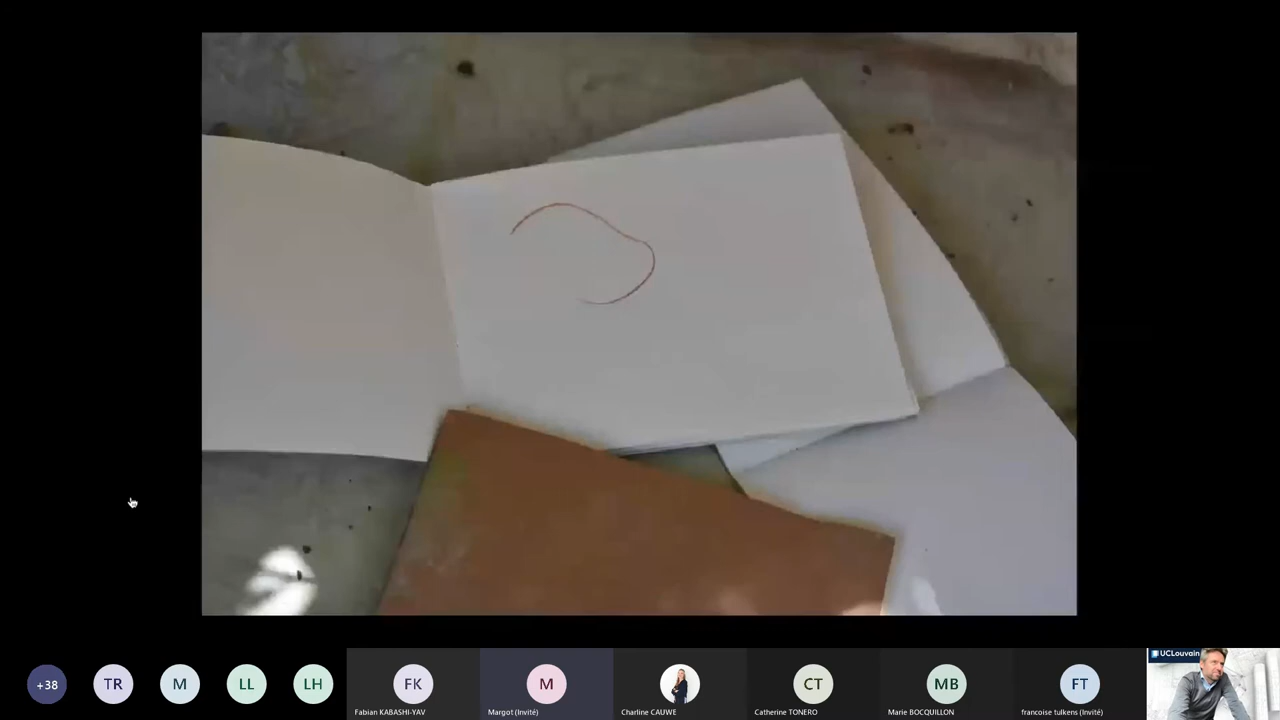 UCLouvain
+38
TR
M
LL
LH
FK
M
CT
MB
FT
Fabian KABASHI-YAV
Margot (Invité)
Charline CAUWE
Catherine TONERO
Marie BOCQUILLON
francoise tulkens (Invité)